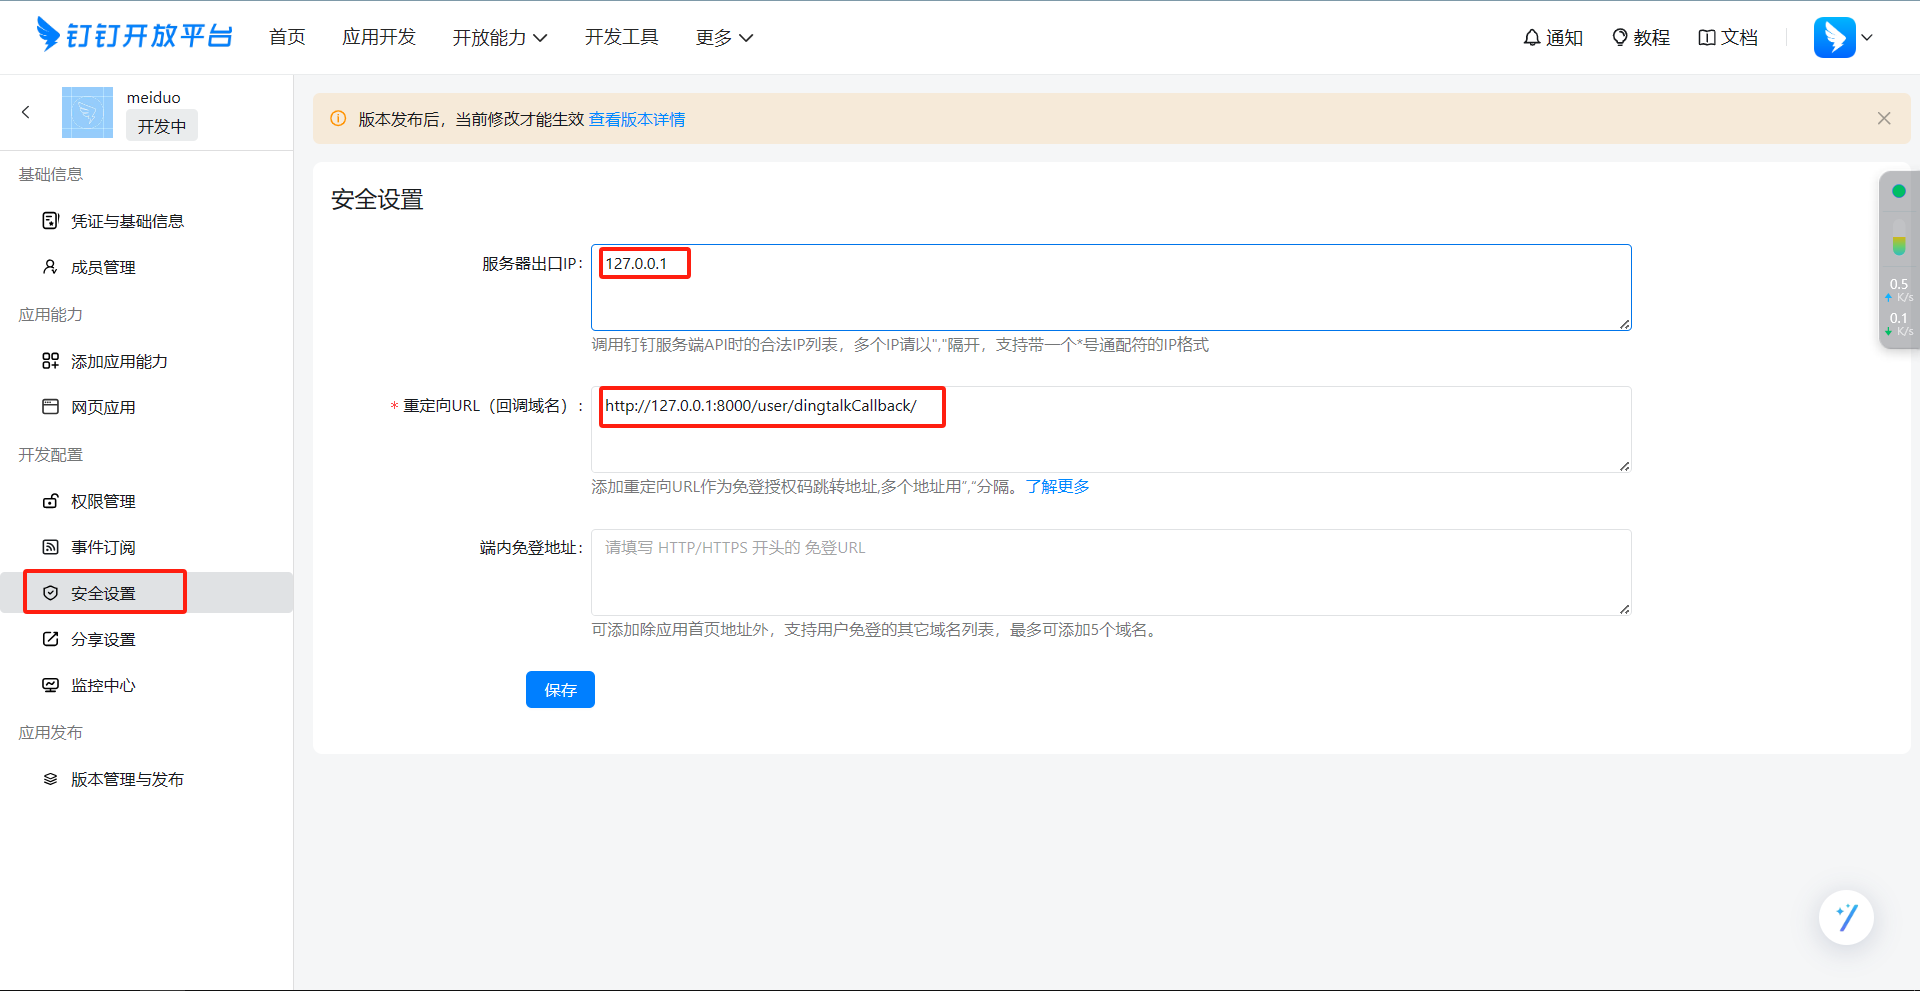 钉钉开放平台
首页
应用开发
开放能力
开发工具
更多
通知
教程
文档
meiduo
开发中
基础信息
凭证与基础信息
成员管理
应用能力
添加应用能力
网页应用
开发配置
权限管理
事件订阅
安全设置
分享设置
监控中心
应用发布
版本管理与发布
版本发布后，当前修改才能生效 查看版本详情
安全设置
服务器出口IP：
127.0.0.1
调用钉钉服务端API时的合法IP列表，多个IP请以","隔开，支持带一个*号通配符的IP格式
* 重定向URL（回调域名）：
http://127.0.0.1:8000/user/dingtalkCallback/
添加重定向URL作为免登授权码跳转地址,多个地址用“,”分隔。了解更多
端内免登地址：
请填写 HTTP/HTTPS 开头的 免登URL
可添加除应用首页地址外，支持用户免登的其它域名列表，最多可添加5个域名。
保存
0.5
K/s
0.1
K/s